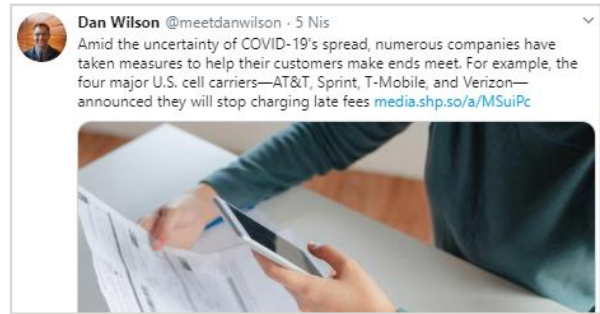 Dan Wilson @meetdanwilson · 5 Nis
Amid the uncertainty of COVID-19's spread, numerous companies have
taken measures to help their customers make ends meet. For example, the
four major U.S. cell carriers—AT&T, Sprint, T-Mobile, and Verizon—
announced they will stop charging late fees media.shp.so/a/MSuiPc